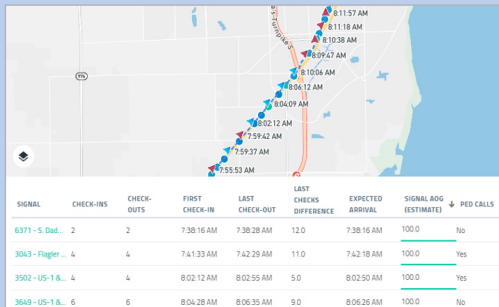 8:11:57 AM
8:11:18 AM
8:10:38 AM
8:09:47 AM
8:10:06 AM
8:06:12 AM
8:04:09 AM
8:02:12 AM
7:59:42 AM
7:59:37 AM
7:55:53 AM
Turnpike S
SIGNAL CHECK-INS CHECK-OUTS FIRST CHECK-IN LAST CHECK-OUT LAST CHECKS DIFFERENCE EXPECTED ARRIVAL SIGNAL AOG (ESTIMATE) PED CALLS
6371 - S. Dad... 2 2 7:38:16 AM 7:38:28 AM 12.0 7:38:16 AM 100.0 No
3043 - Flagler ... 4 4 7:41:33 AM 7:42:29 AM 11.0 7:42:18 AM 100.0 Yes
3502 - US-1 &... 4 4 8:02:12 AM 8:02:55 AM 5.0 8:02:50 AM 100.0 Yes
3649 - US-1 &... 6 6 8:04:28 AM 8:06:35 AM 9.0 8:06:26 AM 100.0 No